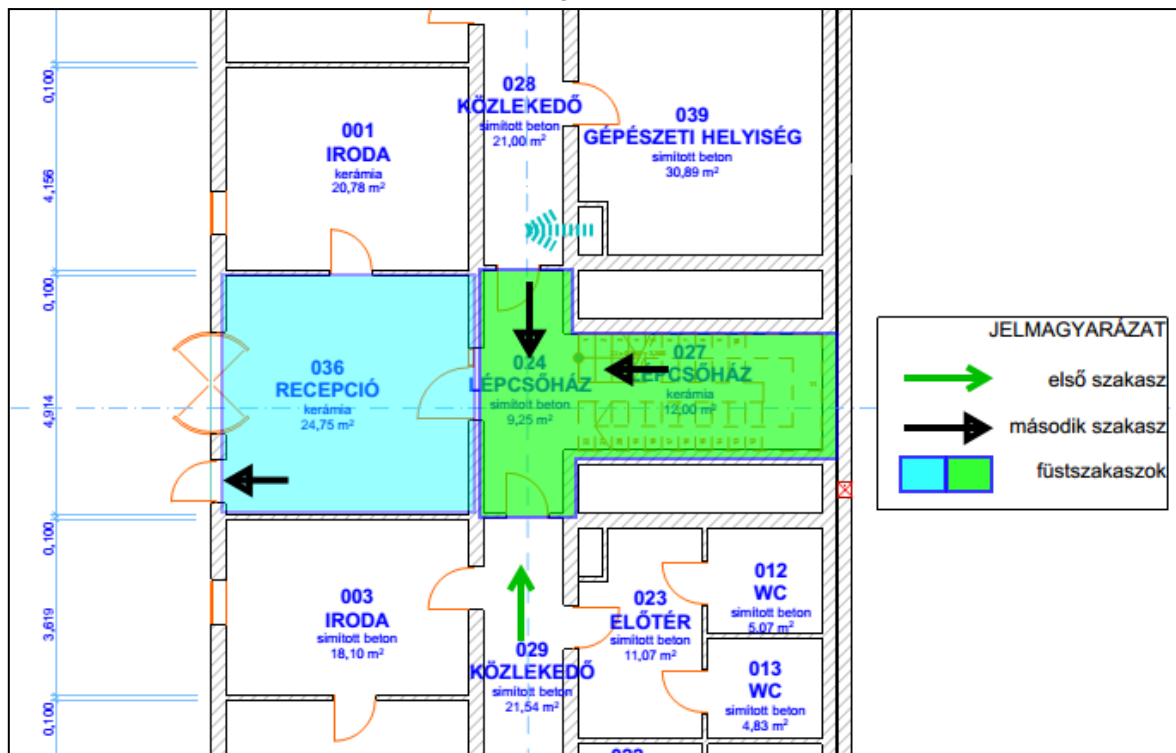 028
KÖZLEKEDŐ
simított beton
21,00 m²
039
GÉPÉSZETI HELYISÉG
simított beton
30,89 m²
001
IRODA
kerámia
20,78 m²
0,100
4,156
0,100
4,914
0,100
3,619
0,100
036
RECEPCIÓ
kerámia
24,75 m²
024
LÉPCSŐHÁZ
simított beton
9,25 m²
027
LÉPCSŐHÁZ
kerámia
12,00 m²
JELMAGYARÁZAT
első szakasz
második szakasz
füstszakaszok
003
IRODA
simított beton
18,10 m²
029
KÖZLEKEDŐ
simított beton
21,54 m²
023
ELŐTÉR
simított beton
11,07 m²
012
WC
simított beton
5,07 m²
013
WC
simított beton
4,83 m²